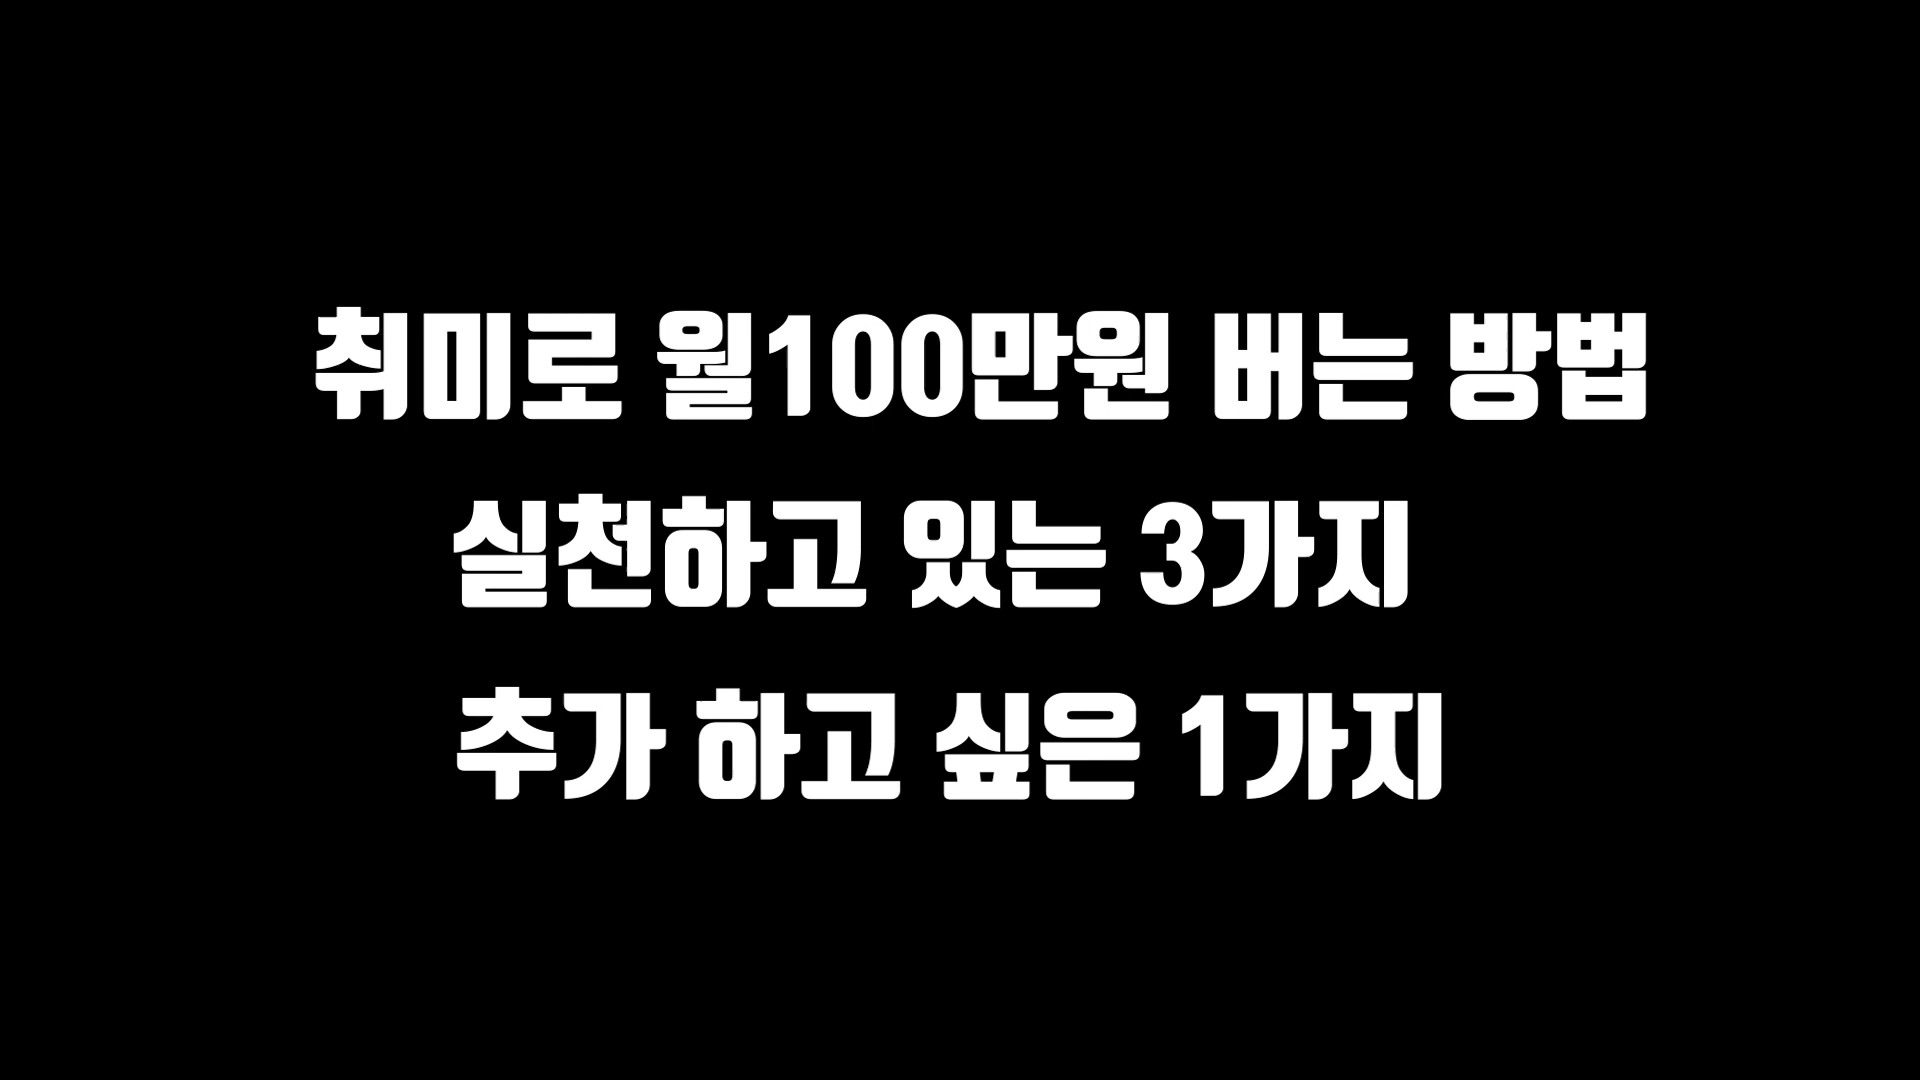 취미로 월100만원 버는 방법
실천하고 있는 3가지
추가 하고 싶은 1가지